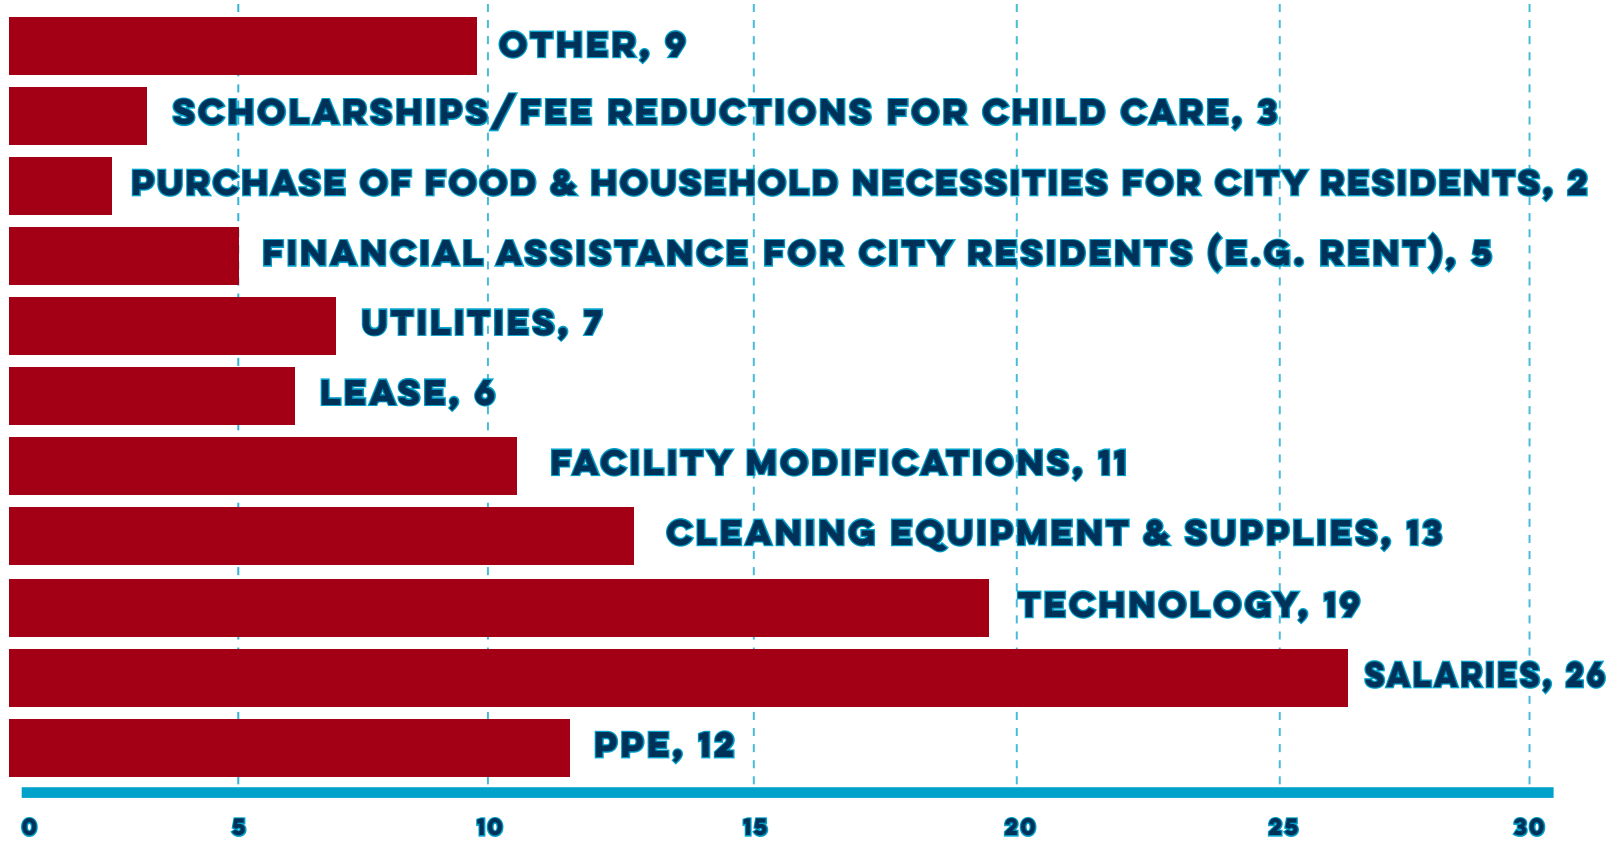 OTHER, 9
SCHOLARSHIPS/FEE REDUCTIONS FOR CHILD CARE, 3
PURCHASE OF FOOD & HOUSEHOLD NECESSITIES FOR CITY RESIDENTS, 2
FINANCIAL ASSISTANCE FOR CITY RESIDENTS (E.G. RENT), 5
UTILITIES, 7
LEASE, 6
FACILITY MODIFICATIONS, 11
CLEANING EQUIPMENT & SUPPLIES, 13
TECHNOLOGY, 19
SALARIES, 26
PPE, 12
0 5 10 15 20 25 30